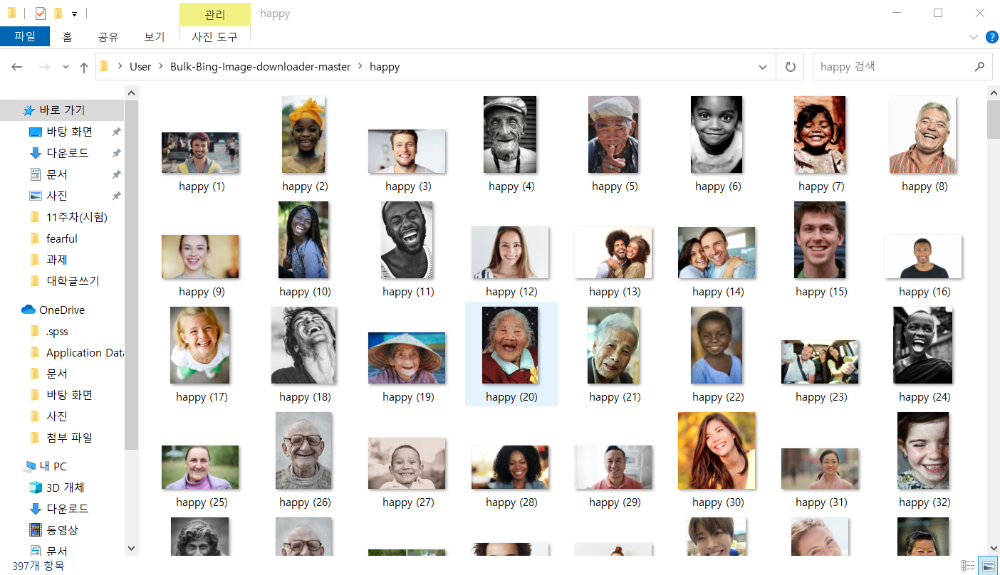 관리
happy
파일
홈
공유
보기
사진 도구
User
Bulk-Bing-Image-downloader-master
happy
happy 검색
바로 가기
바탕 화면
다운로드
문서
사진
11주차(시험)
fearful
과제
대학글쓰기
OneDrive
.spss
Application Data
문서
바탕 화면
사진
첨부 파일
내 PC
3D 개체
다운로드
동영상
문서
happy (1) happy (2) happy (3) happy (4) happy (5) happy (6) happy (7) happy (8)
happy (9) happy (10) happy (11) happy (12) happy (13) happy (14) happy (15) happy (16)
happy (17) happy (18) happy (19) happy (20) happy (21) happy (22) happy (23) happy (24)
happy (25) happy (26) happy (27) happy (28) happy (29) happy (30) happy (31) happy (32)
397개 항목